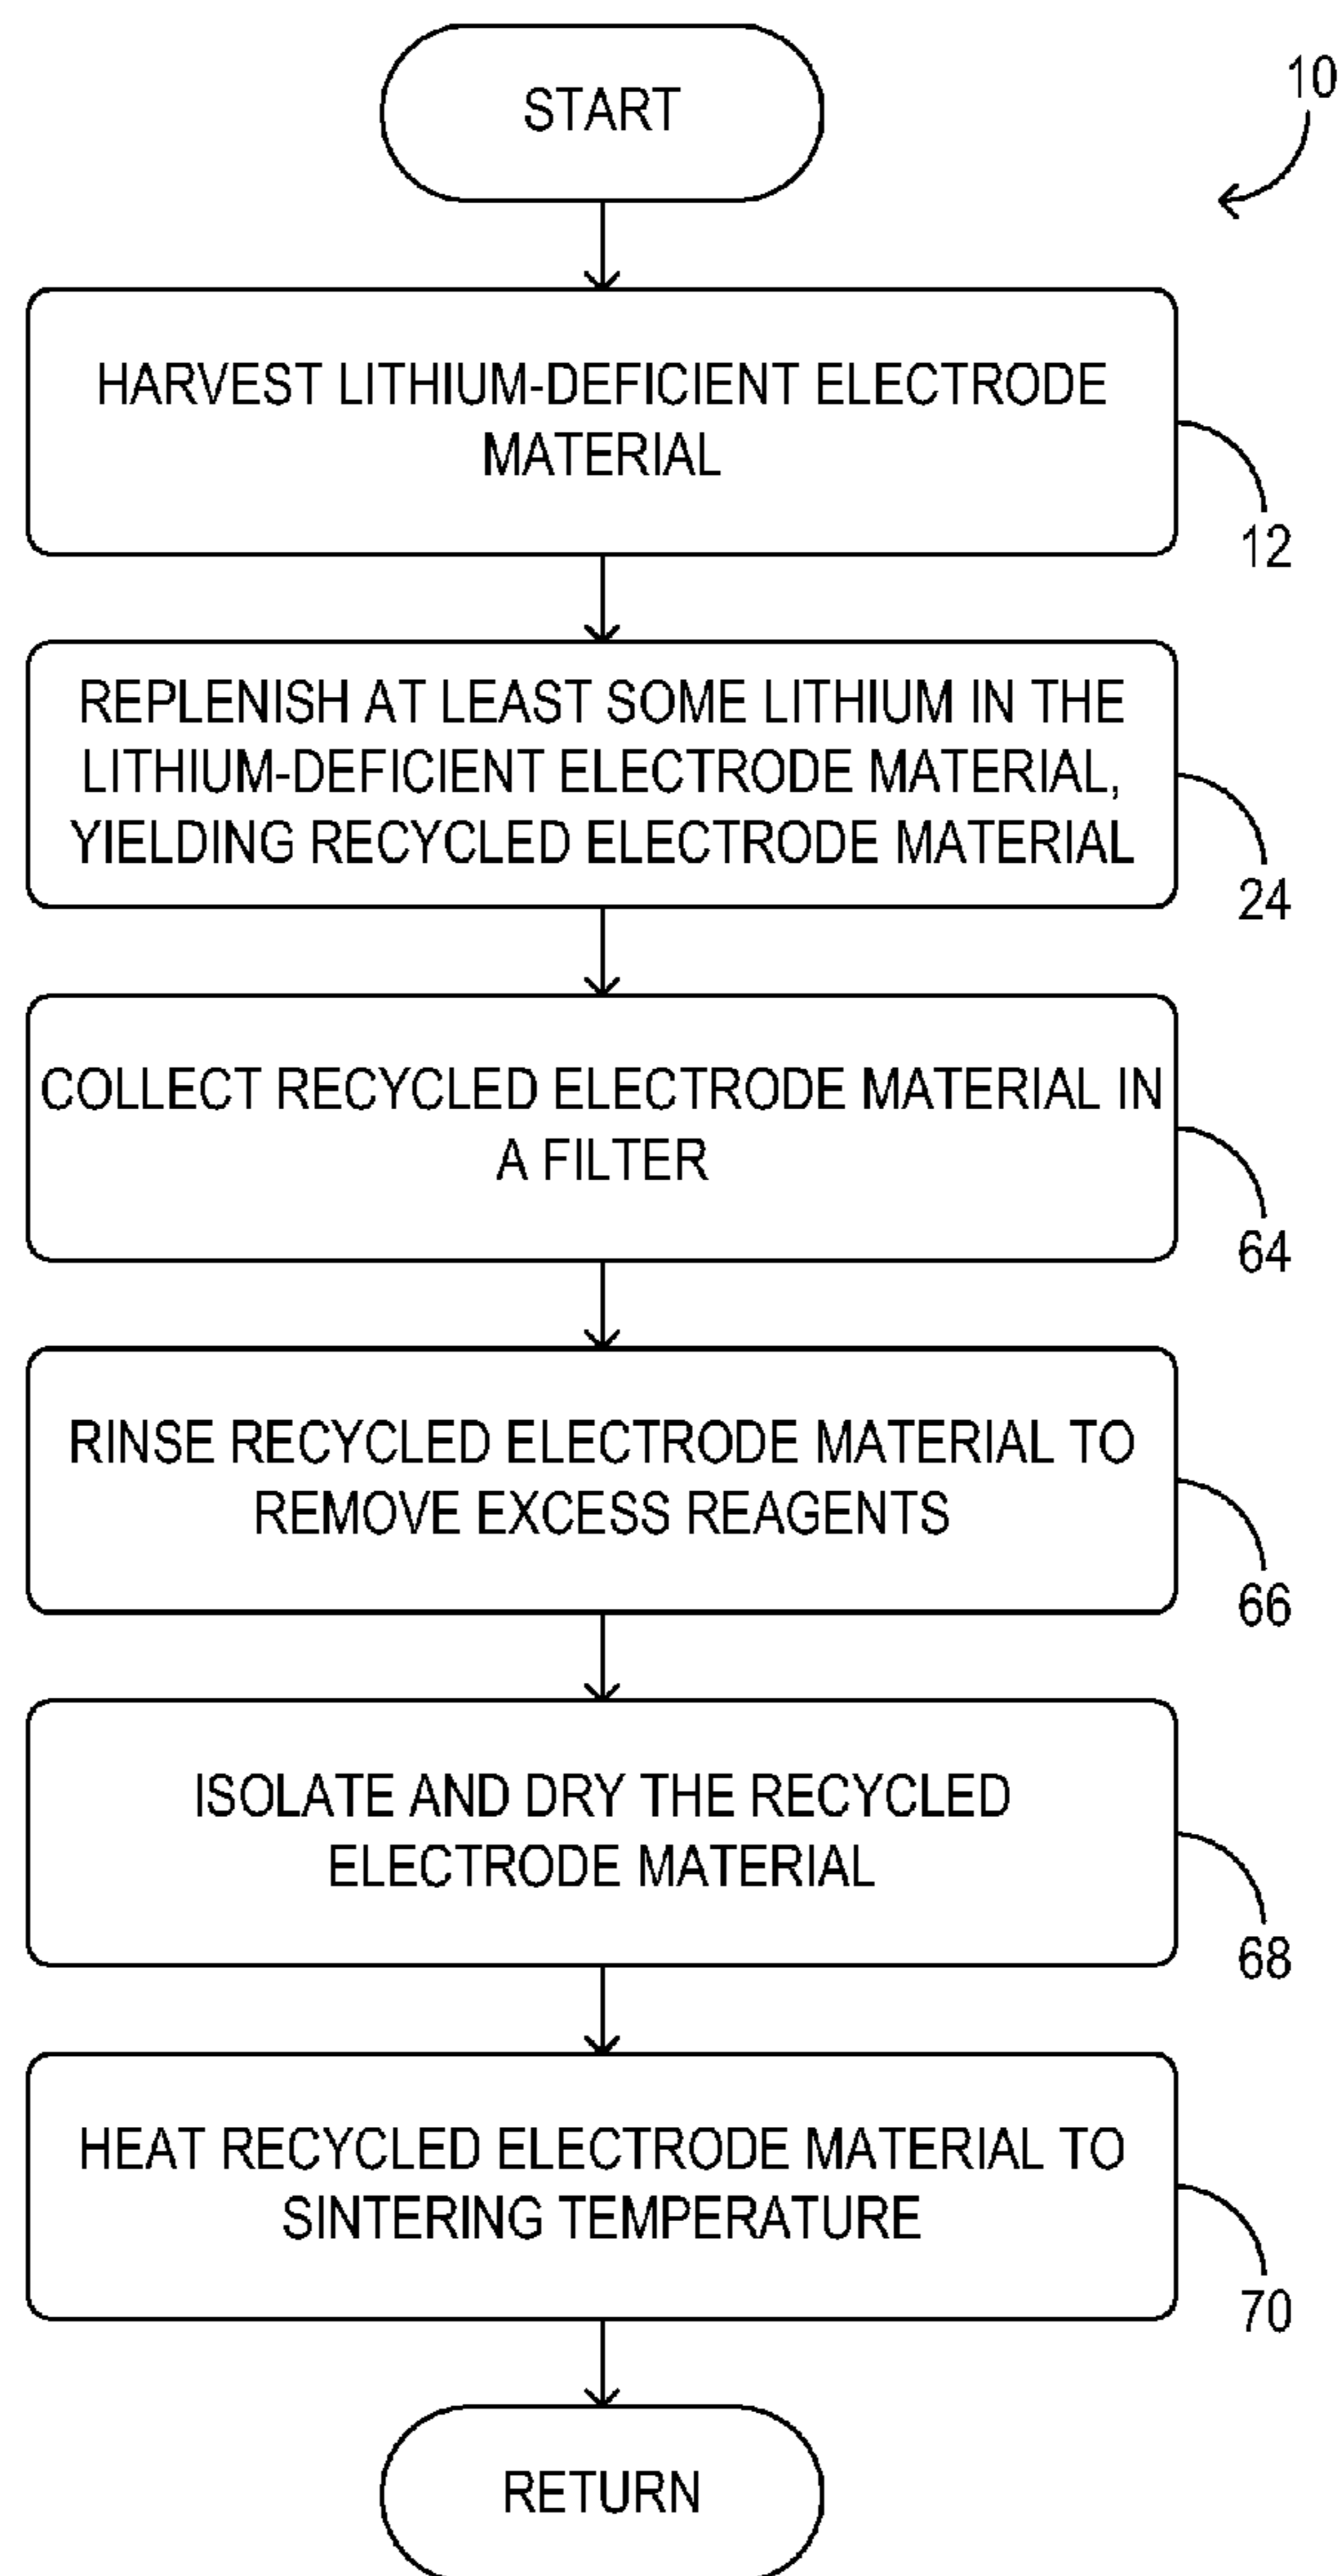 START
10
HARVEST LITHIUM-DEFICIENT ELECTRODE
MATERIAL
12
REPLENISH AT LEAST SOME LITHIUM IN THE
LITHIUM-DEFICIENT ELECTRODE MATERIAL,
YIELDING RECYCLED ELECTRODE MATERIAL
24
COLLECT RECYCLED ELECTRODE MATERIAL IN
A FILTER
64
RINSE RECYCLED ELECTRODE MATERIAL TO
REMOVE EXCESS REAGENTS
66
ISOLATE AND DRY THE RECYCLED
ELECTRODE MATERIAL
68
HEAT RECYCLED ELECTRODE MATERIAL TO
SINTERING TEMPERATURE
70
RETURN